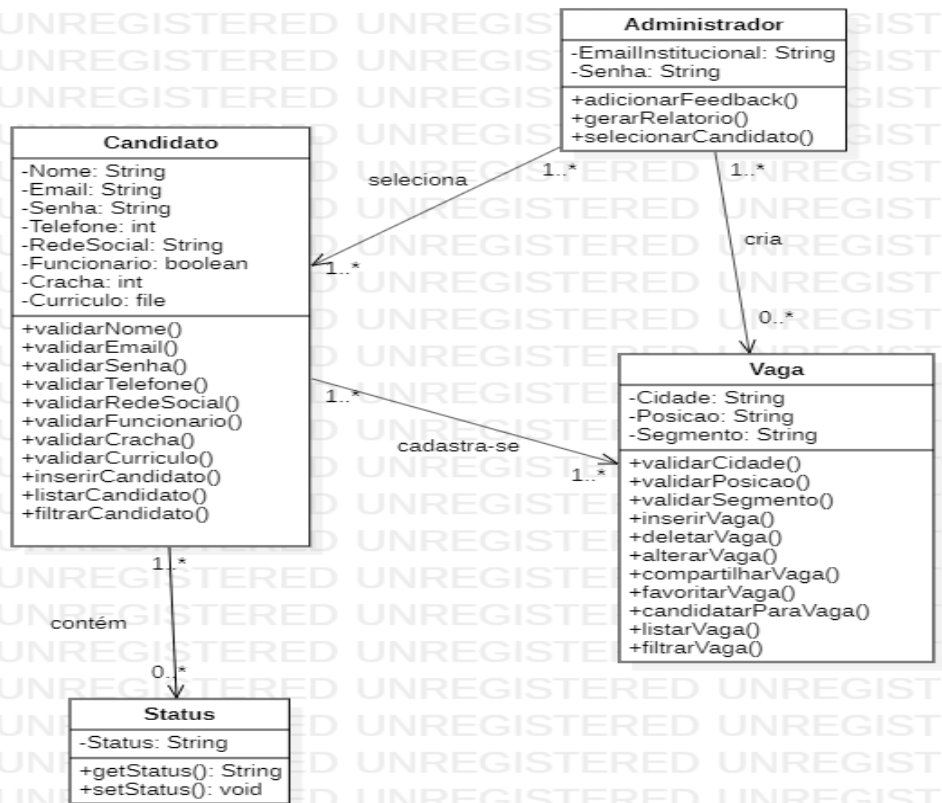 UNREGISTERED UNREGISTERED UNREGIST
Administrador
-EmailInstitucional: String
-Senha: String
+adicionarFeedback()
+gerarRelatorio()
+selecionarCandidato()
Candidato
-Nome: String
-Email: String
-Senha: String
-Telefone: int
-RedeSocial: String
-Funcionario: boolean
-Cracha: int
-Curriculo: file
+validarNome()
+validarEmail()
+validarSenha()
+validarTelefone()
+validarRedeSocial()
+validarFuncionario()
+validarCracha()
+validarCurriculo()
+inserirCandidato()
+listarCandidato()
+filtrarCandidato()
1..*
seleciona
1..*
1..*
cria
0..*
Vaga
-Cidade: String
-Posicao: String
-Segmento: String
+validarCidade()
+validarPosicao()
+validarSegmento()
+inserirVaga()
+deletarVaga()
+alterarVaga()
+compartilharVaga()
+favoritarVaga()
+candidatarParaVaga()
+listarVaga()
+filtrarVaga()
1..*
cadastra-se
1..*
1..*
contém
0..*
Status
-Status: String
+getStatus(): String
+setStatus(): void